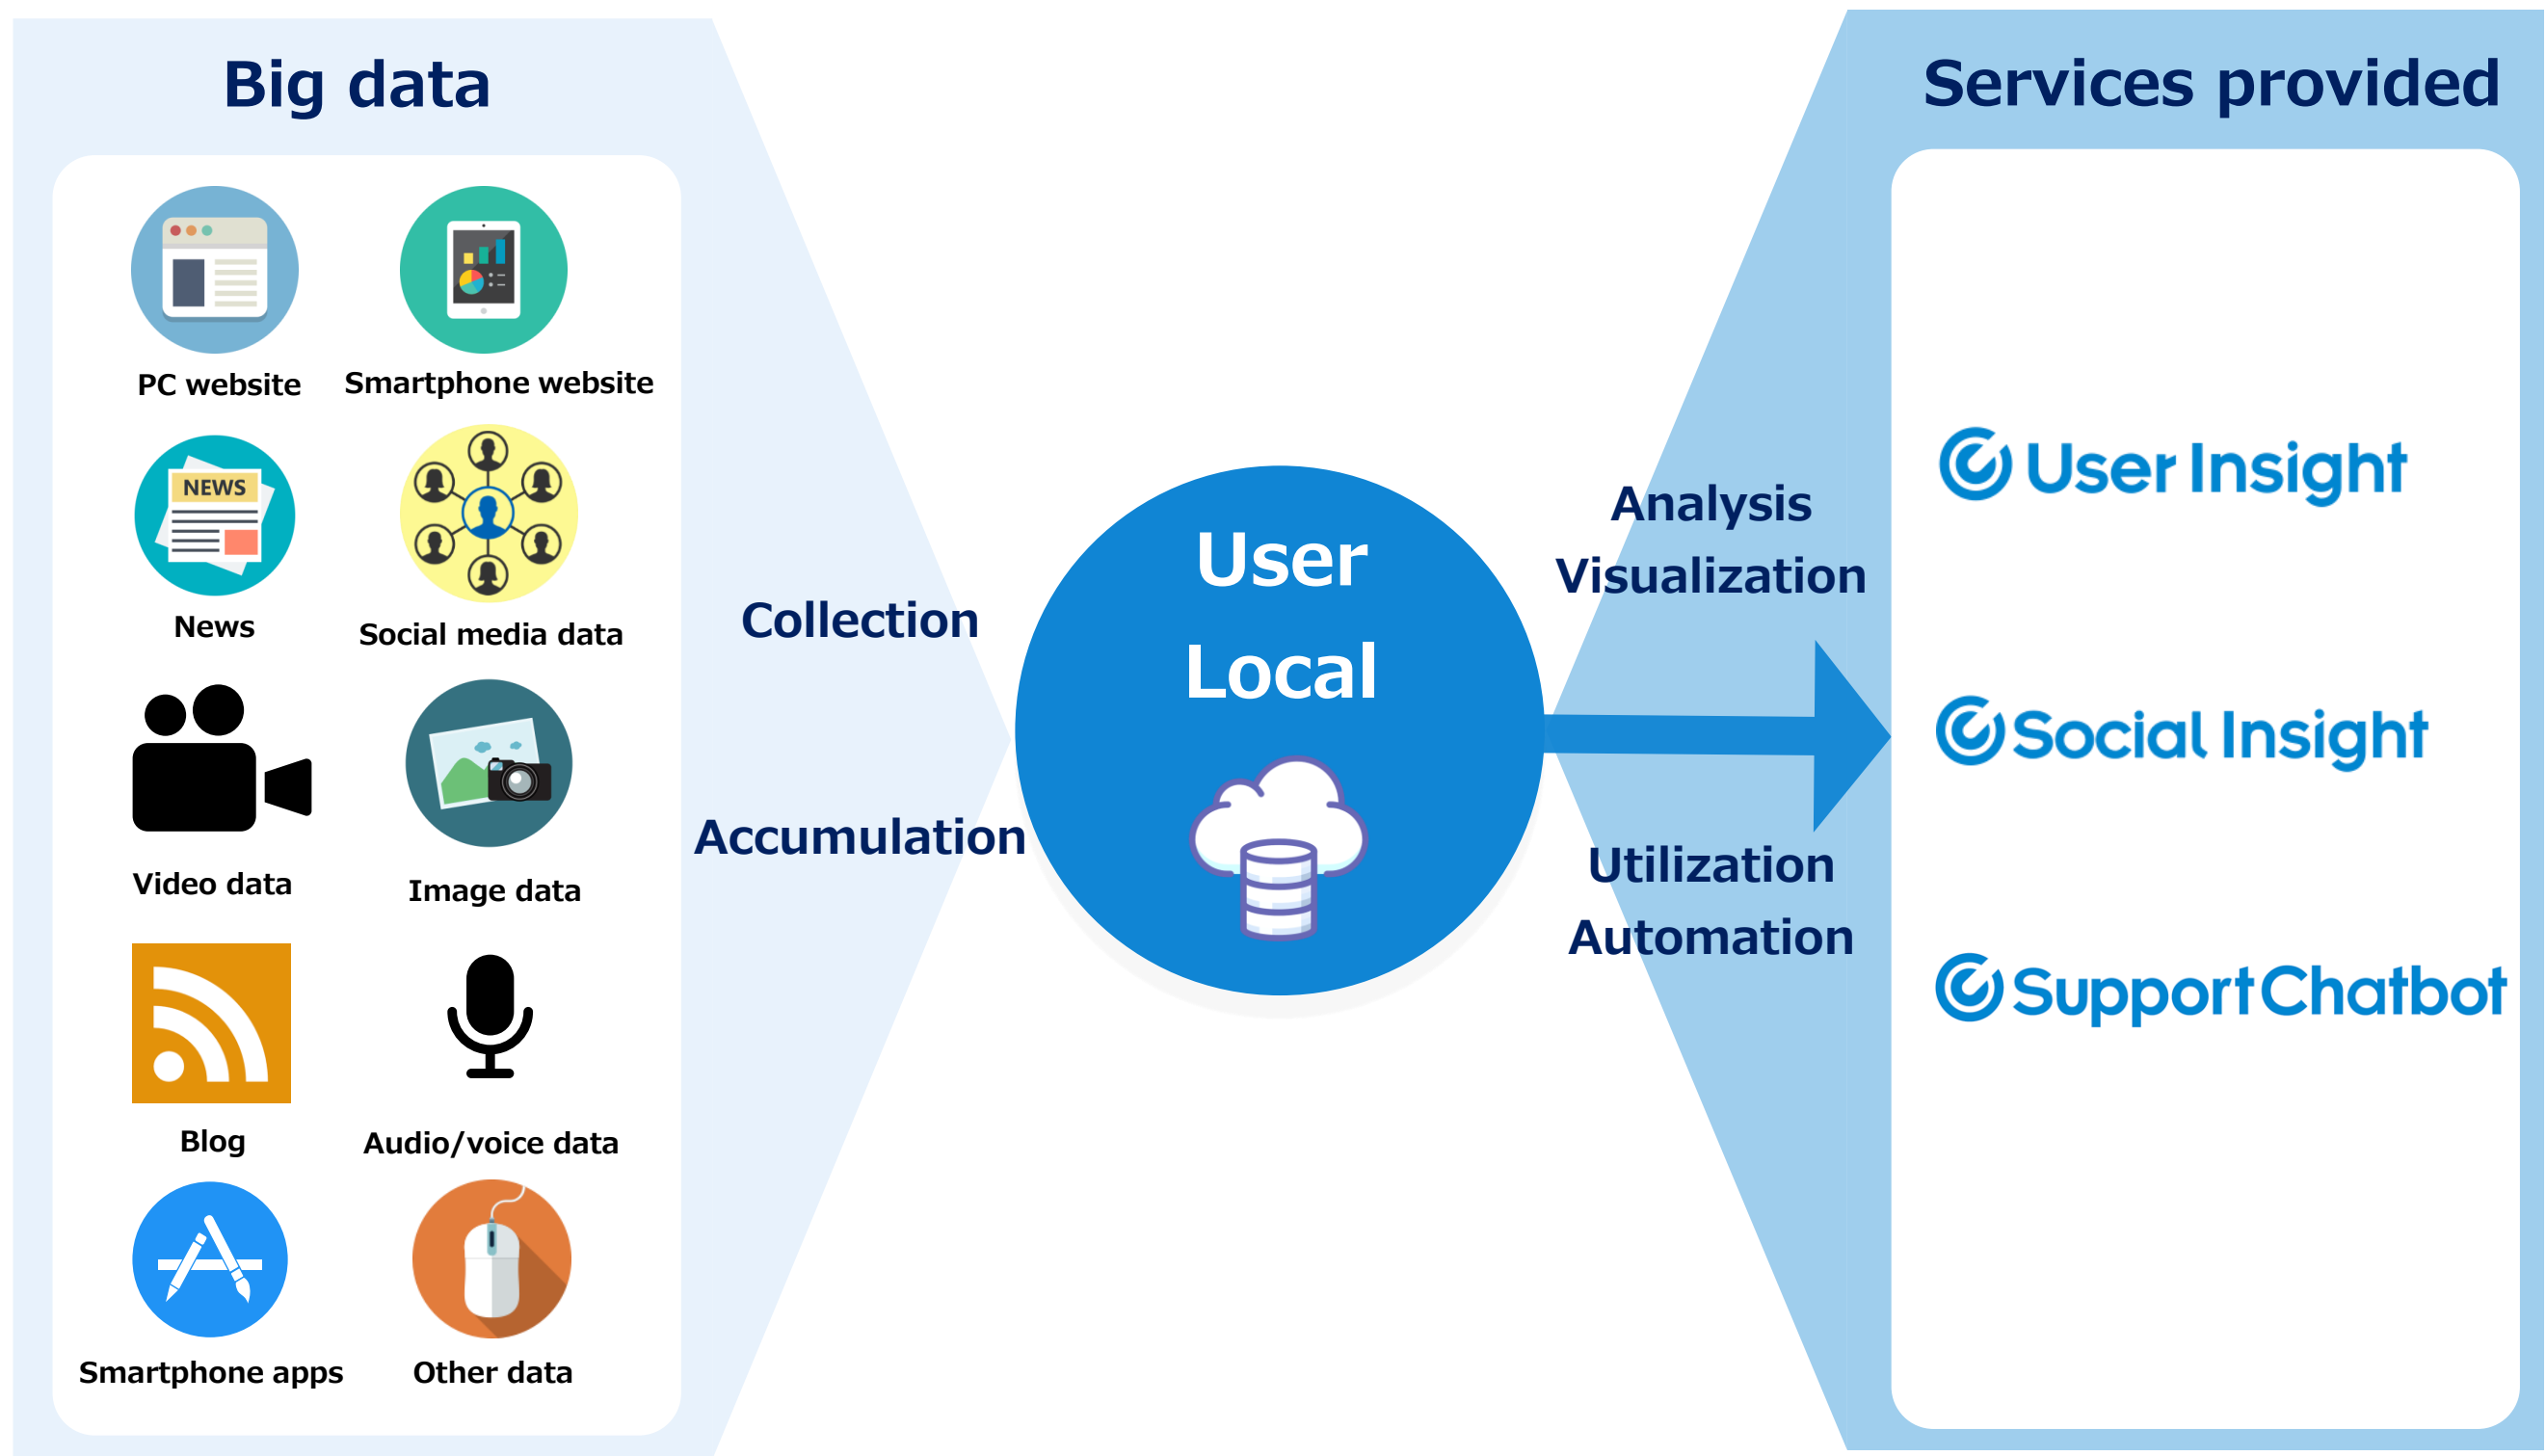 Big data
PC website
Smartphone website
NEWS
News
Social media data
Video data
Image data
Blog
Audio/voice data
Smartphone apps
Other data
Collection
Accumulation
User
Local
Analysis
Visualization
Utilization
Automation
Services provided
User Insight
Social Insight
Support Chatbot